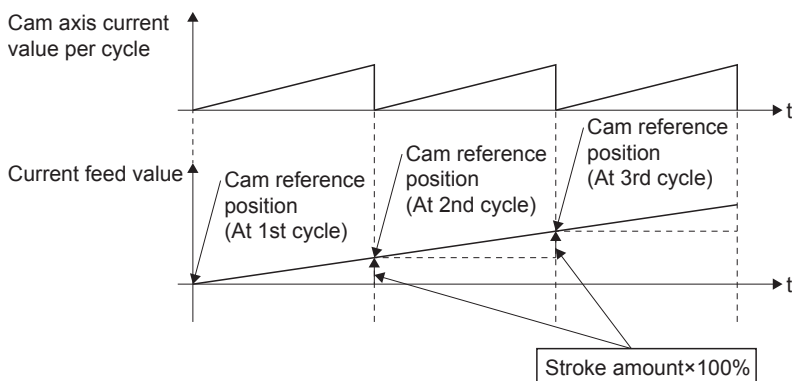 Cam axis current
value per cycle
t
Current feed value
Cam reference
position
(At 1st cycle)
Cam reference
position
(At 2nd cycle)
Cam reference
position
(At 3rd cycle)
t
Stroke amount×100%